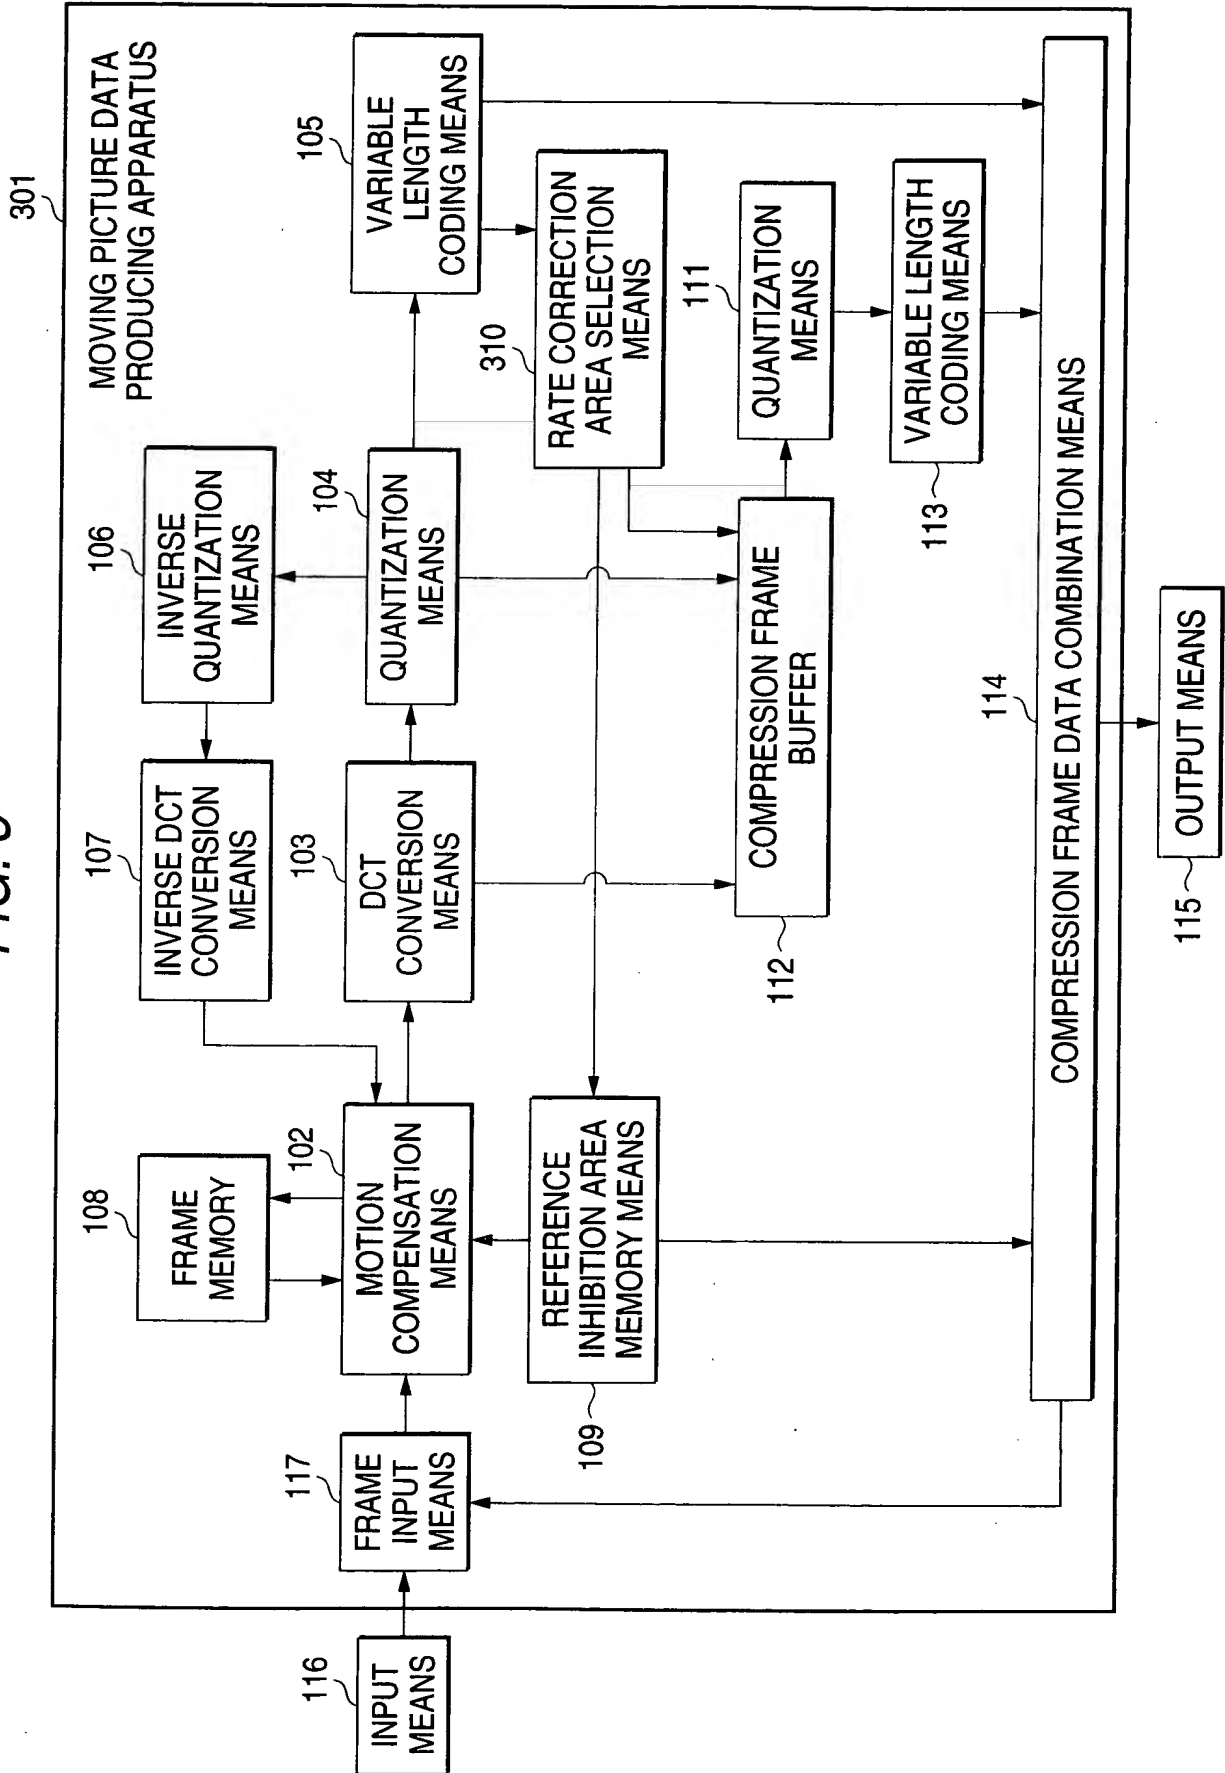 FIG.
301
MOVING PICTURE DATA
PRODUCING APPARATUS
108
FRAME
MEMORY
107
INVERSE DCT
CONVERSION
MEANS
106
INVERSE
QUANTIZATION
MEANS
116
INPUT
MEANS
117
FRAME
INPUT
MEANS
102
MOTION
COMPENSATION
MEANS
103
DCT
CONVERSION
MEANS
104
QUANTIZATION
MEANS
105
VARIABLE
LENGTH
CODING MEANS
109
REFERENCE
INHIBITION AREA
MEMORY MEANS
310
RATE CORRECTION
AREA SELECTION
MEANS
112
COMPRESSION FRAME
BUFFER
111
QUANTIZATION
MEANS
113
VARIABLE LENGTH
CODING MEANS
114
COMPRESSION FRAME DATA COMBINATION MEANS
115
OUTPUT MEANS